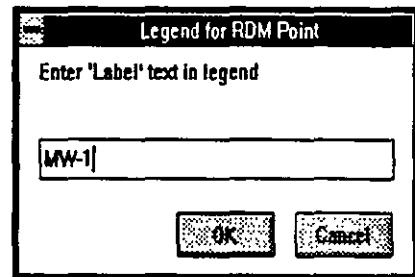 Legend for RDM Point
Enter 'Label' text in legend
MW-1
OK
Cancel